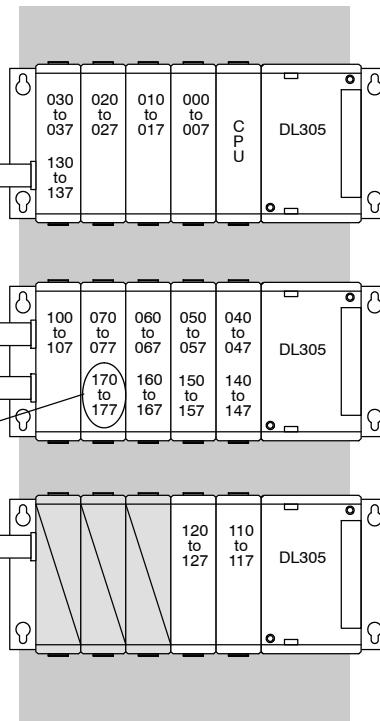 030 to 037
130 to 137
020 to 027
010 to 017
000 to 007
CPU
DL305
100 to 107
070 to 077
170 to 177
060 to 067
160 to 167
050 to 057
150 to 157
040 to 047
140 to 147
DL305
120 to 127
110 to 117
DL305